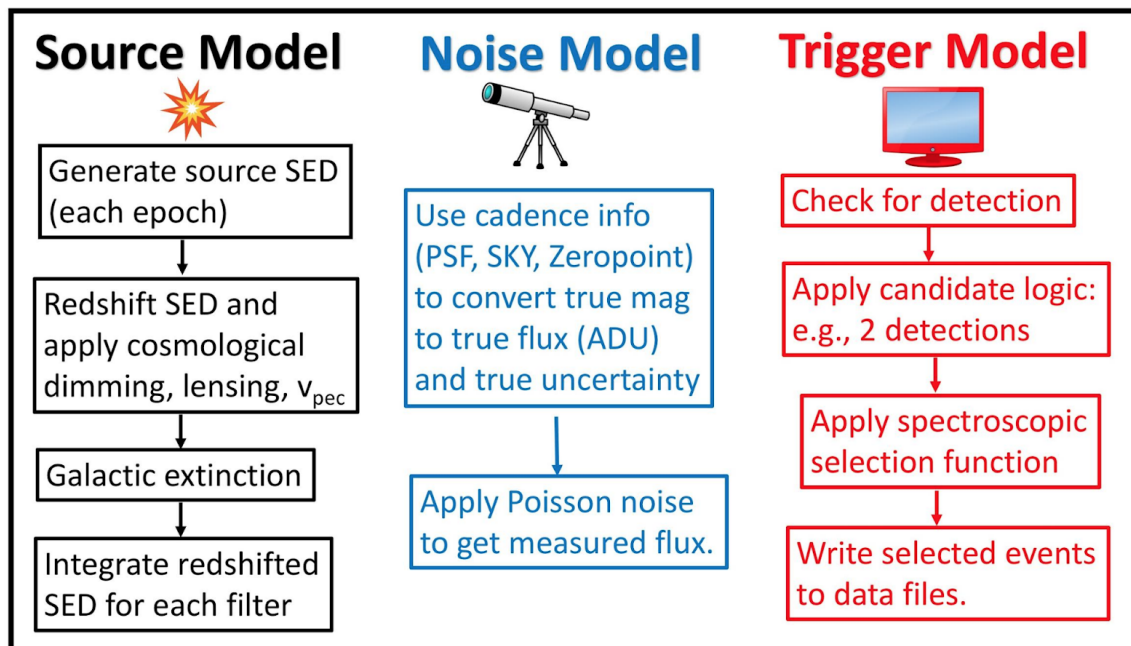 Source Model
Generate source SED
(each epoch)
Redshift SED and
apply cosmological
dimming, lensing, vpec
Galactic extinction
Integrate redshifted
SED for each filter
Noise Model
Use cadence info
(PSF, SKY, Zeropoint)
to convert true mag
to true flux (ADU)
and true uncertainty
Apply Poisson noise
to get measured flux.
Trigger Model
Check for detection
Apply candidate logic:
e.g., 2 detections
Apply spectroscopic
selection function
Write selected events
to data files.